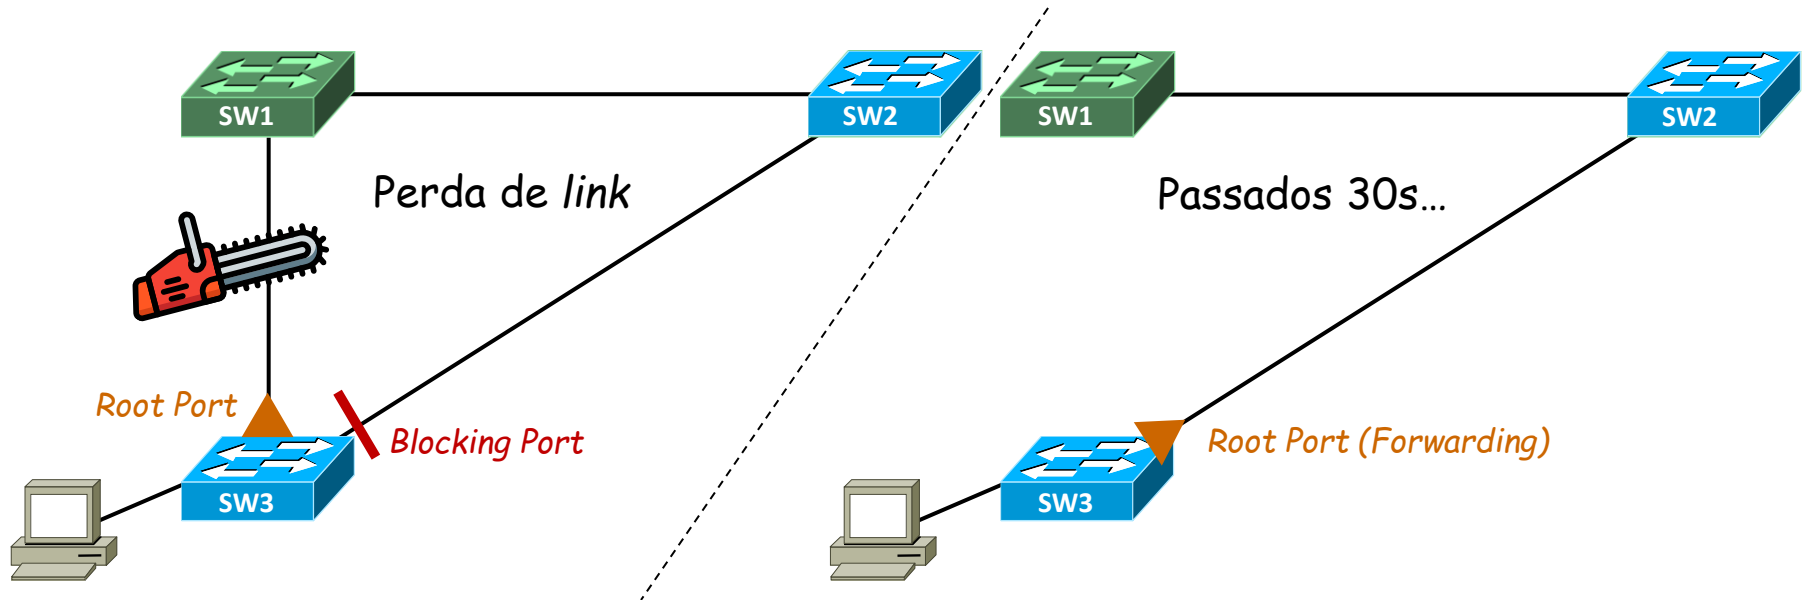 SW1
SW2
Perda de link
Root Port
Blocking Port
SW3
SW1
SW2
Passados 30s...
Root Port (Forwarding)
SW3